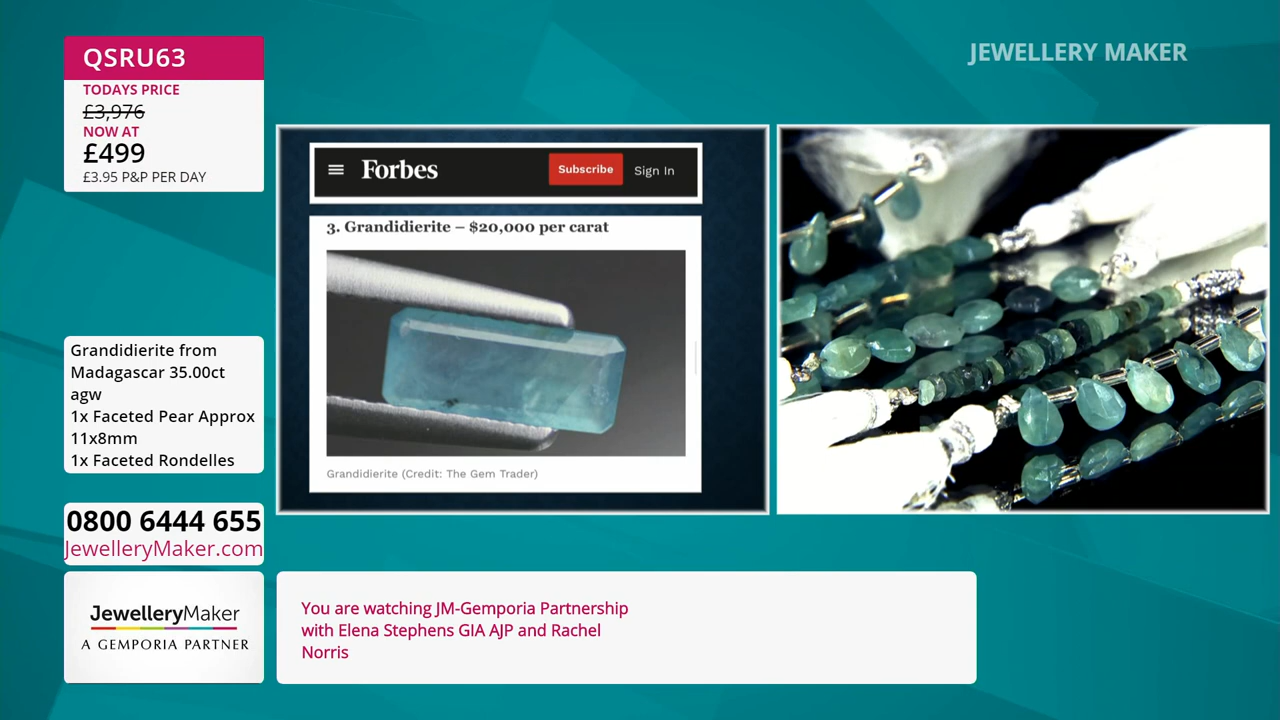 QSRU63
TODAYS PRICE
£3,976
NOW AT
£499
£3.95 P&P PER DAY
JEWELLERY MAKER
Forbes
Subscribe
Sign In
3. Grandidierite – $20,000 per carat
Grandidierite (Credit: The Gem Trader)
Grandidierite from
Madagascar 35.00ct
agw
1x Faceted Pear Approx
11x8mm
1x Faceted Rondelles
0800 6444 655
JewelleryMaker.com
JewelleryMaker
A GEMPORIA PARTNER
You are watching JM-Gemporia Partnership
with Elena Stephens GIA AJP and Rachel
Norris